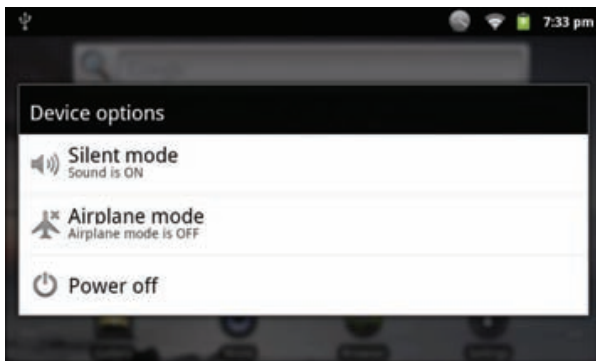 7:33 pm
Device options
Silent mode
Sound is ON
Airplane mode
Airplane mode is OFF
Power off